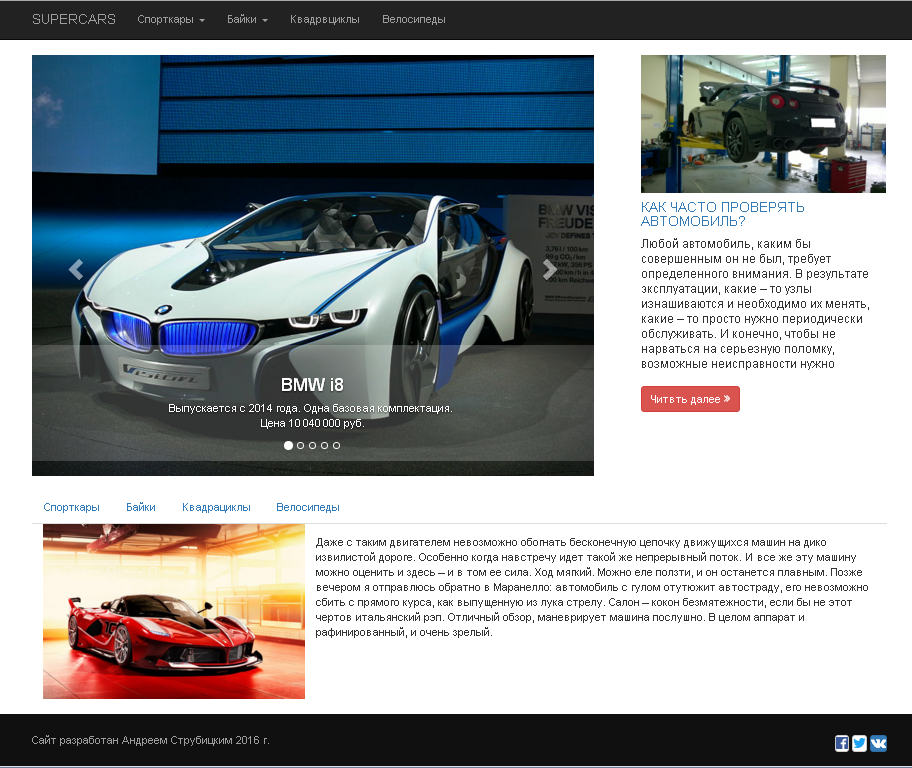 SUPERCARS Спорткары Байки Квадрвциклы Велосипеды
BMW i8
Выпускается с 2014 года. Одна базовая комплектация.
Цена 10 040 000 руб.
КАК ЧАСТО ПРОВЕРЯТЬ
АВТОМОБИЛЬ?
Любой автомобиль, каким бы
совершенным он не был, требует
определенного внимания. В результате
эксплуатации, какие – то узлы
изнашиваются и необходимо их менять,
какие – то просто нужно периодически
обслуживать. И конечно, чтобы не
нарваться на серьезную поломку,
возможные неисправности нужно
Читвть далее »
Спорткары Байки Квадрациклы Велосипеды
Даже с таким двигателем невозможно обогнать бесконечную цепочку движущихся машин на дико
извилистой дороге. Особенно когда навстречу идет такой же непрерывный поток. И все же эту машину
можно оценить и здесь – и в том ее сила. Ход мягкий. Можно еле ползти, и он останется плавным. Позже
вечером я отправлюсь обратно в Маранелло: автомобиль с гулом отутюжит автостраду, его невозможно
сбить с прямого курса, как выпущенную из лука стрелу. Салон – кокон безмятежности, если бы не этот
чертов итальянский рэп. Отличный обзор, маневрирует машина послушно. В целом аппарат и
рафинированный, и очень зрелый.
Сайт разработан Андреем Струбицким 2016 г.